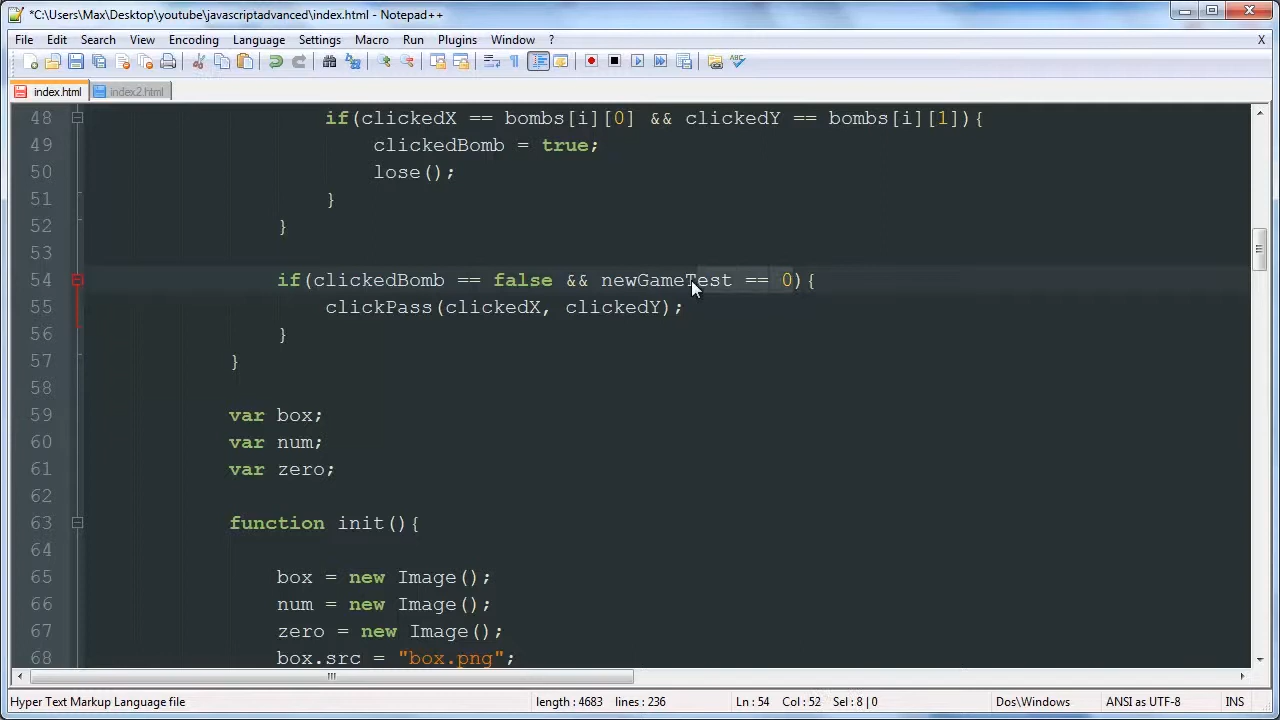 *C:\Users\Max\Desktop\youtube\javascriptadvanced\index.html - Notepad++
File Edit Search View Encoding Language Settings Macro Run Plugins Window ? X
index.html index2.html
48 if(clickedX == bombs[i][0] && clickedY == bombs[i][1]){
49 clickedBomb = true;
50 lose();
51 }
52 }
53
54 if(clickedBomb == false && newGameTest == 0){
55 clickPass(clickedX, clickedY);
56 }
57 }
58
59 var box;
60 var num;
61 var zero;
62
63 function init(){
64
65 box = new Image();
66 num = new Image();
67 zero = new Image();
68 box.src = "box.png";
Hyper Text Markup Language file length : 4683 lines : 236 Ln : 54 Col : 52 Sel : 8 | 0 Dos\Windows ANSI as UTF-8 INS